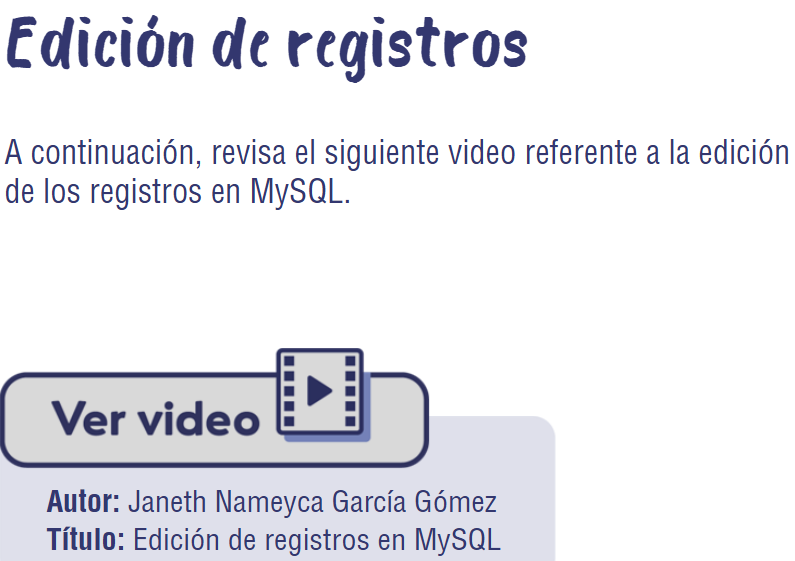 Edición de registros
A continuación, revisa el siguiente video referente a la edición
de los registros en MySQL.
Ver video
Autor: Janeth Nameyca García Gómez
Título: Edición de registros en MySQL